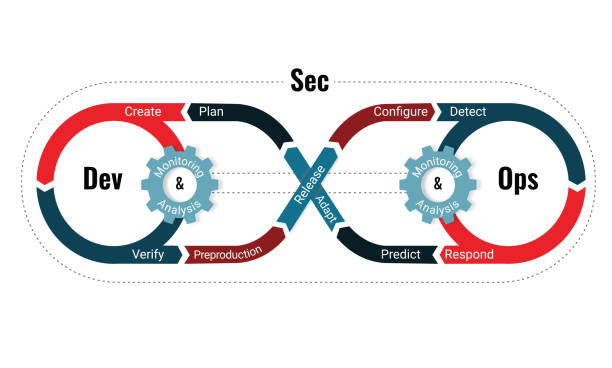 Sec
Create
Plan
Configure
Detect
Dev
Monitoring
&
Analysis
Release
Adapt
Monitoring
&
Analysis
Ops
Verify
Preproduction
Predict
Respond